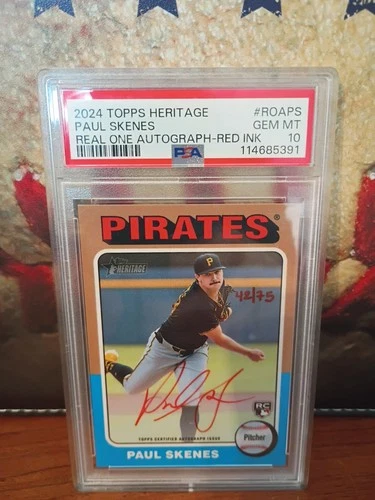 2024 TOPPS HERITAGE #ROAPS
PAUL SKENES GEM MT
REAL ONE AUTOGRAPH-RED INK 10
PSA 114685391
PIRATES®
HERITAGE
P
42/75
RC
TOPPS CERTIFIED AUTOGRAPH ISSUE
Pitcher
PAUL SKENES